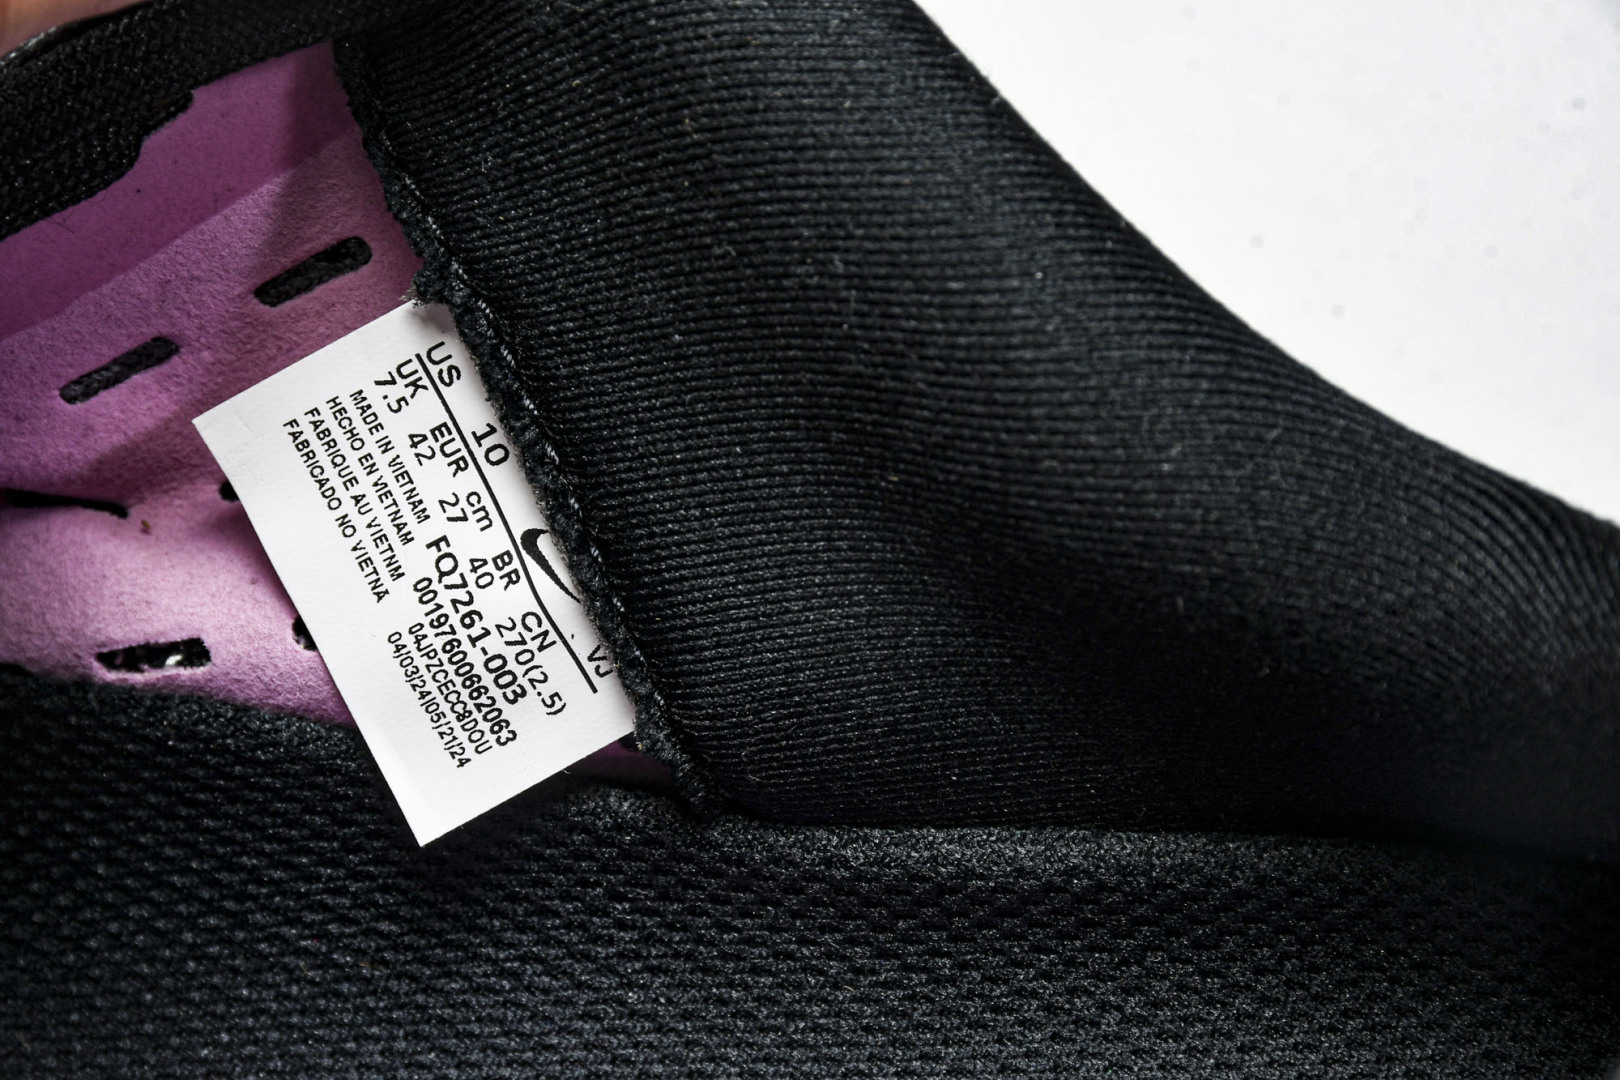 US 10 VJ
UK EUR cm BR CN
7.5 42 27 40 270(2.5)
MADE IN VIETNAM FQ7261-003
HECHO EN VIETNAM 00197600662063
FABRIQUE AU VIETNM 04JPZCECC8DOU
FABRICADO NO VIETNÃ 04/03/24|05/21/24